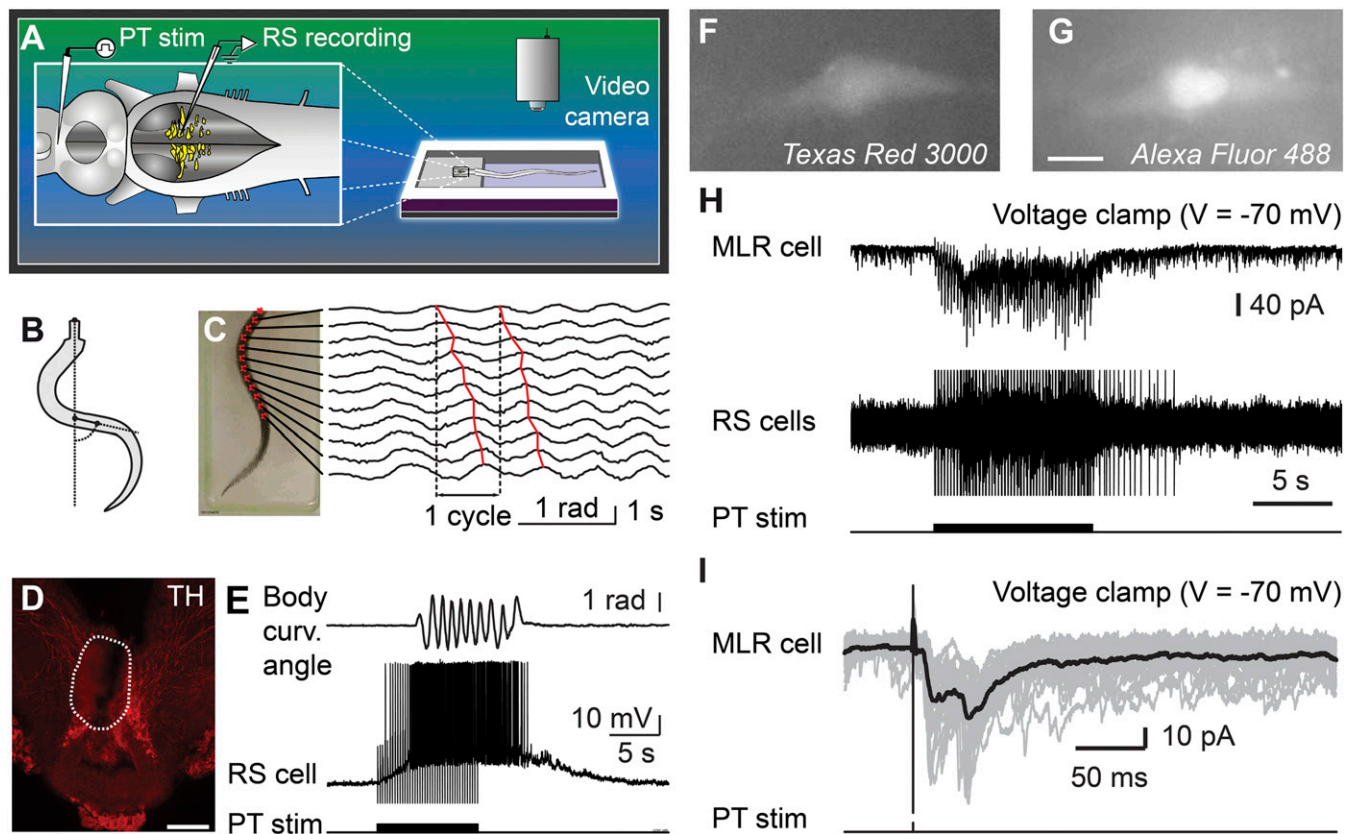 A
PT stim
RS recording
Video
camera
B
C
1 cycle
1 rad
1 s
D
TH
E
Body
curv.
angle
1 rad
10 mV
5 s
RS cell
PT stim
F
Texas Red 3000
G
Alexa Fluor 488
H
Voltage clamp (V = -70 mV)
MLR cell
40 pA
RS cells
5 s
PT stim
I
Voltage clamp (V = -70 mV)
MLR cell
10 pA
50 ms
PT stim